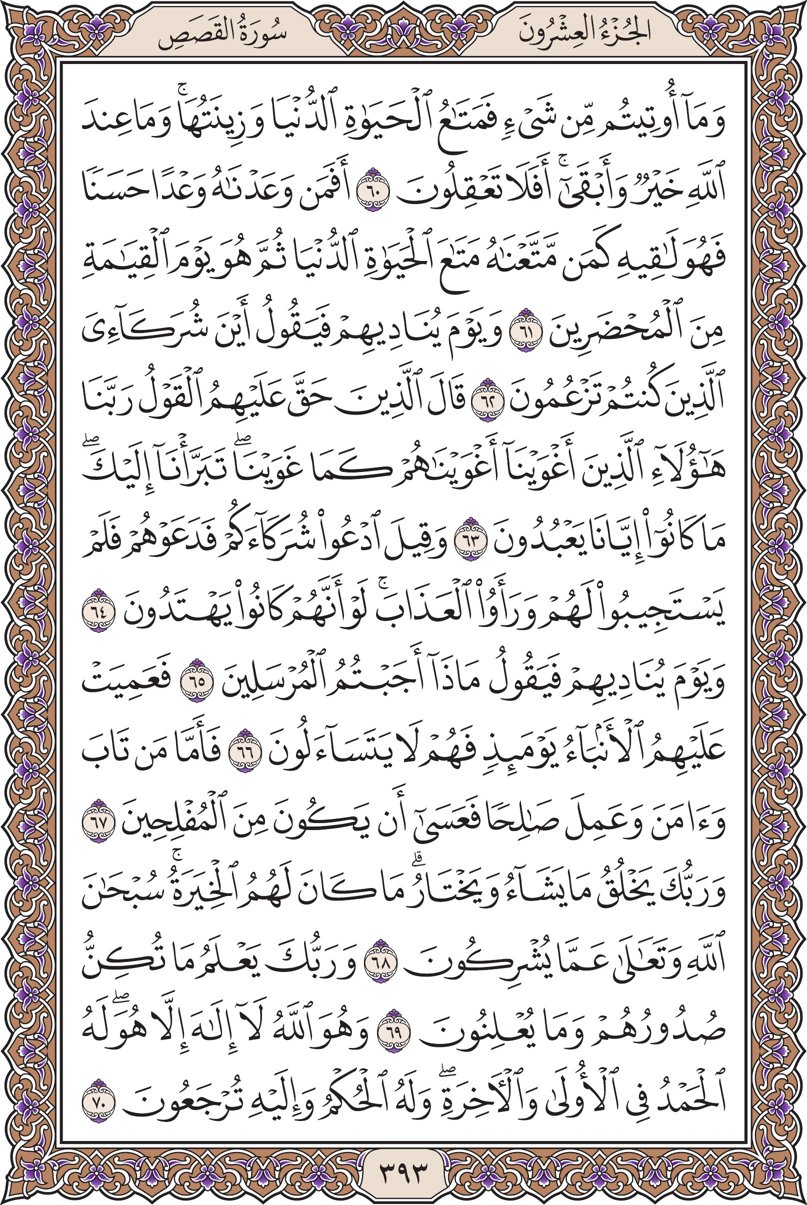 الجُزْءُ العِشْرُونَ
سُورَةُ القَصَصِ
وَمَآ أُوتِيتُم مِّن شَىْءٍ فَمَتَٰعُ ٱلْحَيَوٰةِ ٱلدُّنْيَا وَزِينَتُهَاۚ وَمَا عِندَ
ٱللَّهِ خَيْرٌ وَأَبْقَىٰٓۚ أَفَلَا تَعْقِلُونَ ٦٠ أَفَمَن وَعَدْنَٰهُ وَعْدًا حَسَنًا
فَهُوَ لَٰقِيهِ كَمَن مَّتَّعْنَٰهُ مَتَٰعَ ٱلْحَيَوٰةِ ٱلدُّنْيَا ثُمَّ هُوَ يَوْمَ ٱلْقِيَٰمَةِ
مِنَ ٱلْمُحْضَرِينَ ٦١ وَيَوْمَ يُنَادِيهِمْ فَيَقُولُ أَيْنَ شُرَكَآءِىَ
ٱلَّذِينَ كُنتُمْ تَزْعُمُونَ ٦٢ قَالَ ٱلَّذِينَ حَقَّ عَلَيْهِمُ ٱلْقَوْلُ رَبَّنَا
هَٰٓؤُلَآءِ ٱلَّذِينَ أَغْوَيْنَآ أَغْوَيْنَٰهُمْ كَمَا غَوَيْنَاۖ تَبَرَّأْنَآ إِلَيْكَۖ
مَا كَانُوٓا۟ إِيَّانَا يَعْبُدُونَ ٦٣ وَقِيلَ ٱدْعُوا۟ شُرَكَآءَكُمْ فَدَعَوْهُمْ فَلَمْ
يَسْتَجِيبُوا۟ لَهُمْ وَرَأَوُا۟ ٱلْعَذَابَۚ لَوْ أَنَّهُمْ كَانُوا۟ يَهْتَدُونَ ٦٤
وَيَوْمَ يُنَادِيهِمْ فَيَقُولُ مَاذَآ أَجَبْتُمُ ٱلْمُرْسَلِينَ ٦٥ فَعَمِيَتْ
عَلَيْهِمُ ٱلْأَنۢبَآءُ يَوْمَئِذٍ فَهُمْ لَا يَتَسَآءَلُونَ ٦٦ فَأَمَّا مَن تَابَ
وَءَامَنَ وَعَمِلَ صَٰلِحًا فَعَسَىٰٓ أَن يَكُونَ مِنَ ٱلْمُفْلِحِينَ ٦٧
وَرَبُّكَ يَخْلُقُ مَا يَشَآءُ وَيَخْتَارُۗ مَا كَانَ لَهُمُ ٱلْخِيَرَةُۚ سُبْحَٰنَ
ٱللَّهِ وَتَعَٰلَىٰ عَمَّا يُشْرِكُونَ ٦٨ وَرَبُّكَ يَعْلَمُ مَا تُكِنُّ
صُدُورُهُمْ وَمَا يُعْلِنُونَ ٦٩ وَهُوَ ٱللَّهُ لَآ إِلَٰهَ إِلَّا هُوَۖ لَهُ
ٱلْحَمْدُ فِى ٱلْأُولَىٰ وَٱلْءَاخِرَةِۖ وَلَهُ ٱلْحُكْمُ وَإِلَيْهِ تُرْجَعُونَ ٧٠
٣٩٣